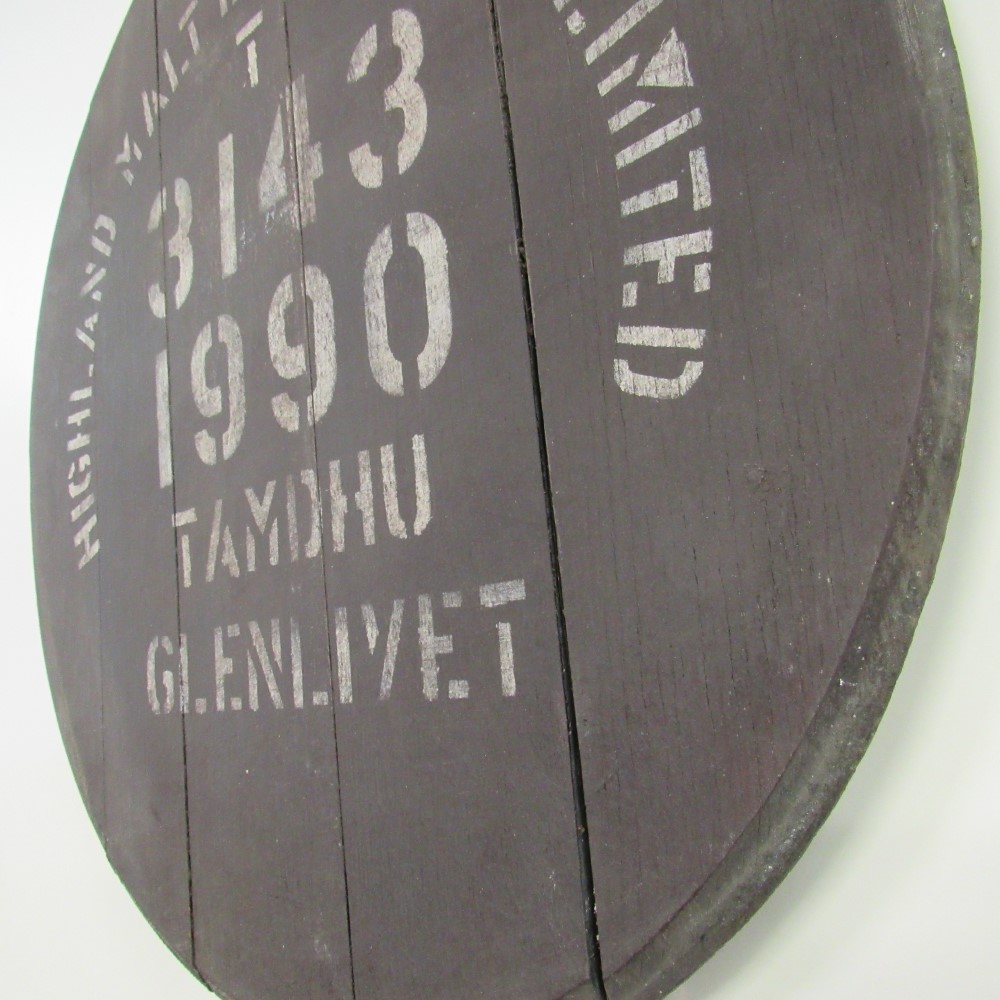 HIGHLAND MALT
LIMITED
T
3143
1990
TAMDHU
GLENLIVET